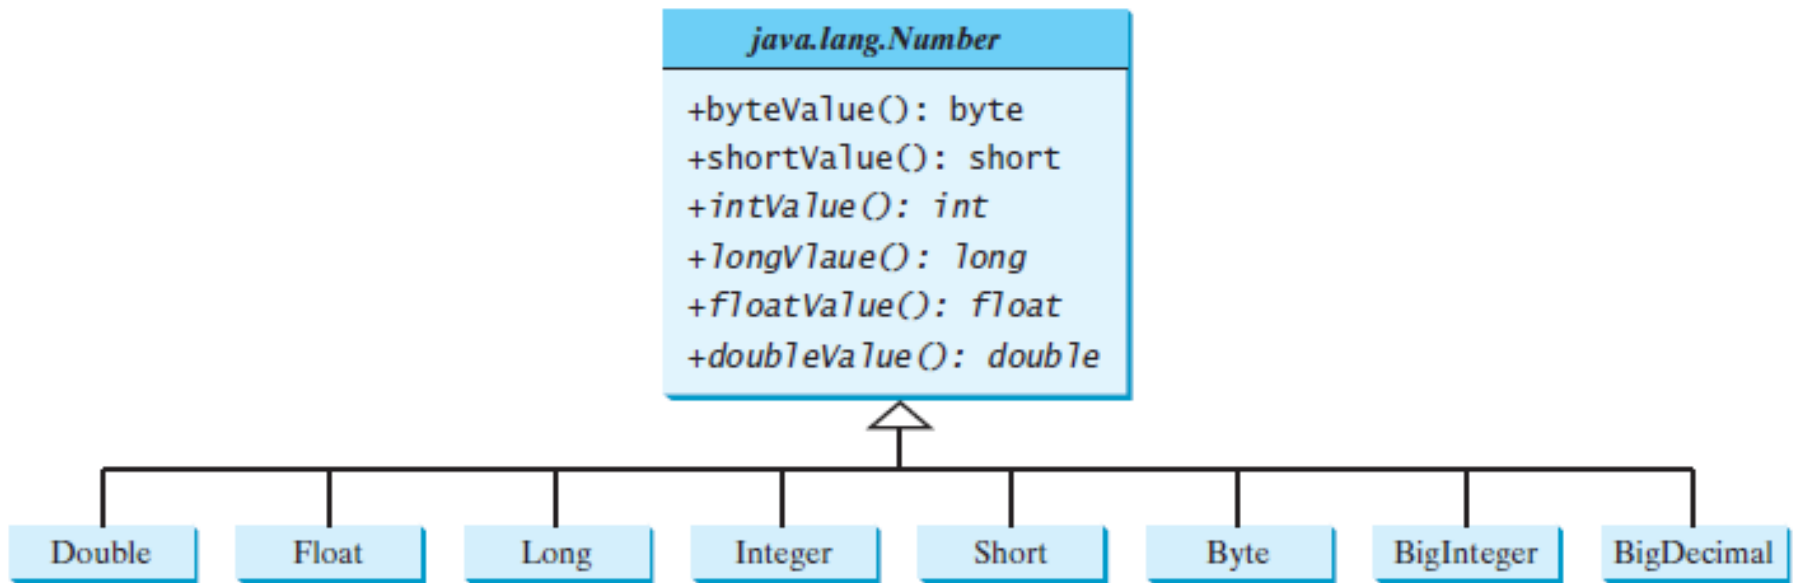 java.lang.Number
+byteValue(): byte
+shortValue(): short
+intValue(): int
+longVlaue(): long
+floatValue(): float
+doubleValue(): double
Double Float Long Integer Short Byte BigInteger BigDecimal